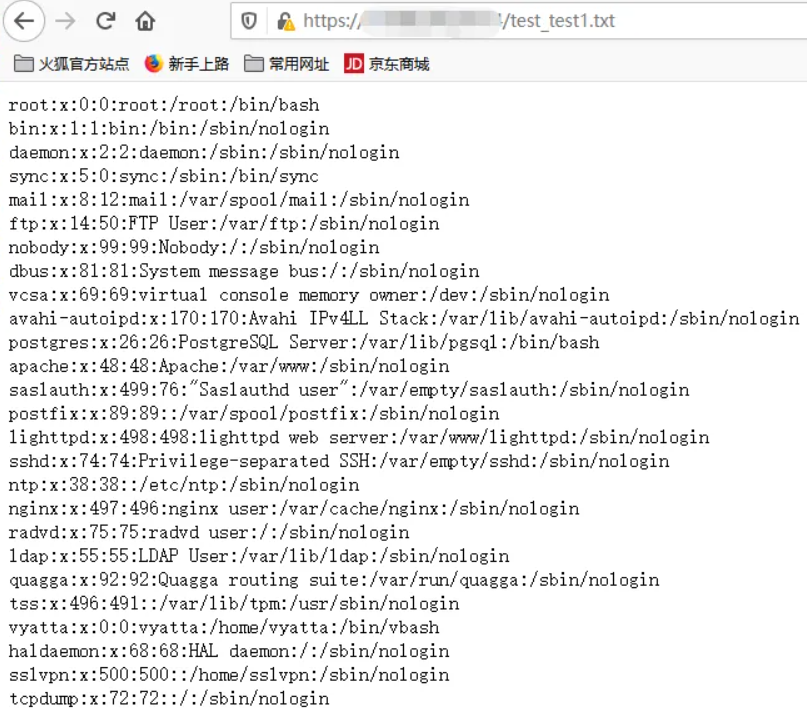 https:// /test_test1.txt
火狐官方站点 新手上路 常用网址 JD 京东商城
root:x:0:0:root:/root:/bin/bash
bin:x:1:1:bin:/bin:/sbin/nologin
daemon:x:2:2:daemon:/sbin:/sbin/nologin
sync:x:5:0:sync:/sbin:/bin/sync
mail:x:8:12:mail:/var/spool/mail:/sbin/nologin
ftp:x:14:50:FTP User:/var/ftp:/sbin/nologin
nobody:x:99:99:Nobody:/:/sbin/nologin
dbus:x:81:81:System message bus:/:/sbin/nologin
vcsa:x:69:69:virtual console memory owner:/dev:/sbin/nologin
avahi-autoipd:x:170:170:Avahi IPv4LL Stack:/var/lib/avahi-autoipd:/sbin/nologin
postgres:x:26:26:PostgreSQL Server:/var/lib/pgsql:/bin/bash
apache:x:48:48:Apache:/var/www:/sbin/nologin
saslauth:x:499:76:"Saslauthd user":/var/empty/saslauth:/sbin/nologin
postfix:x:89:89::/var/spool/postfix:/sbin/nologin
lighttpd:x:498:498:lighttpd web server:/var/www/lighttpd:/sbin/nologin
sshd:x:74:74:Privilege-separated SSH:/var/empty/sshd:/sbin/nologin
ntp:x:38:38::/etc/ntp:/sbin/nologin
nginx:x:497:496:nginx user:/var/cache/nginx:/sbin/nologin
radvd:x:75:75:radvd user:/:/sbin/nologin
ldap:x:55:55:LDAP User:/var/lib/ldap:/sbin/nologin
quagga:x:92:92:Quagga routing suite:/var/run/quagga:/sbin/nologin
tss:x:496:491::/var/lib/tpm:/usr/sbin/nologin
vyatta:x:0:0:vyatta:/home/vyatta:/bin/vbash
haldaemon:x:68:68:HAL daemon:/:/sbin/nologin
sslvpn:x:500:500::/home/sslvpn:/sbin/nologin
tcpdump:x:72:72::/:/sbin/nologin